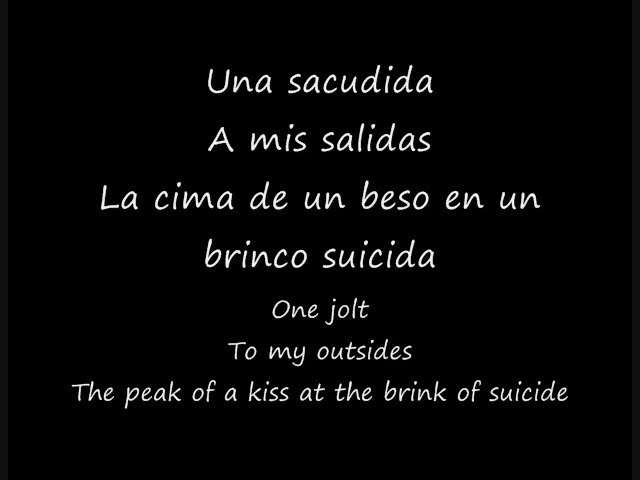 Una sacudida
A mis salidas
La cima de un beso en un
brinco suicida
One jolt
To my outsides
The peak of a kiss at the brink of suicide